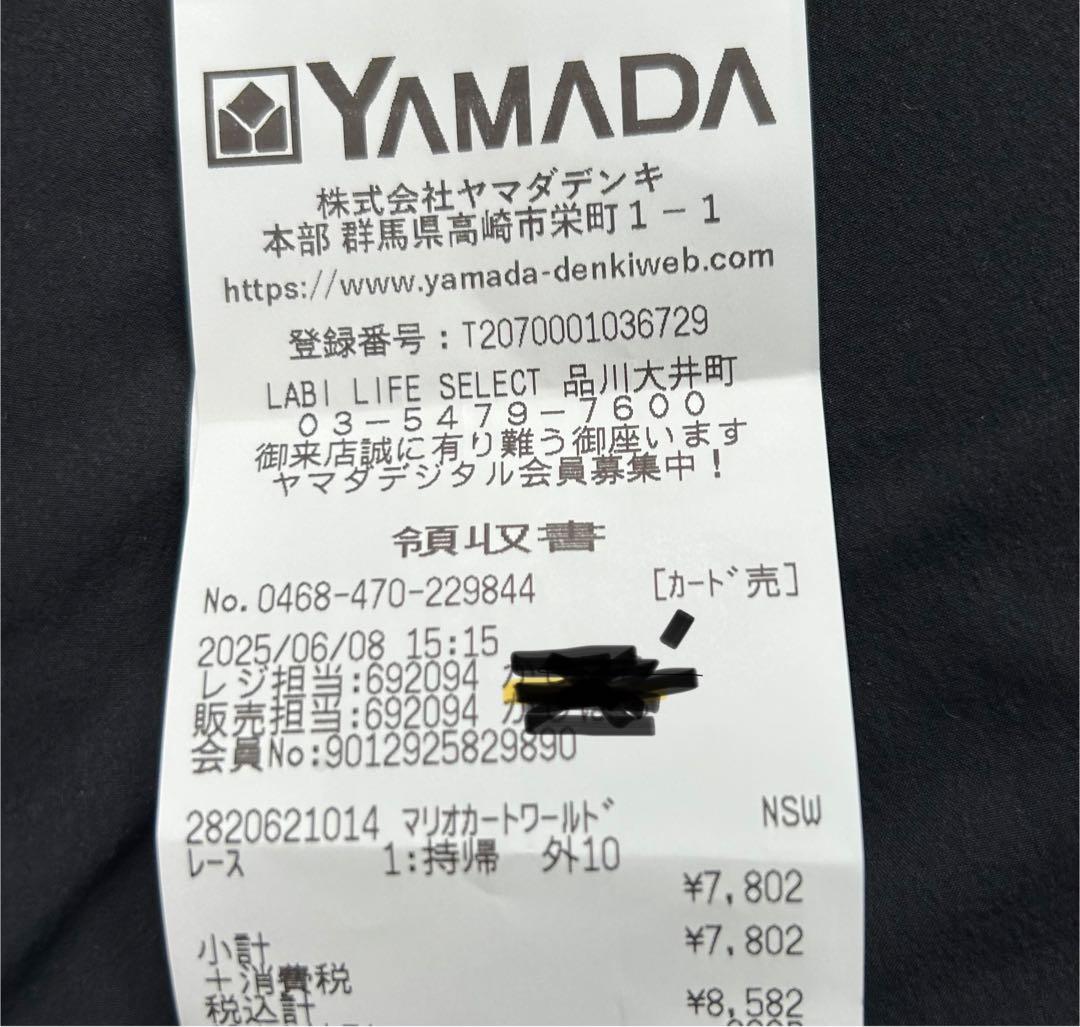 YAMADA
株式会社ヤマダデンキ
本部 群馬県高崎市栄町1-1
https://www.yamada-denkiweb.com
登録番号:T2070001036729
LABI LIFE SELECT 品川大井町
03-5479-7600
御来店誠に有り難う御座います
ヤマダデジタル会員募集中!
領収書
No.0468-470-229844 [カード売]
2025/06/08 15:15
レジ担当:692094
販売担当:692094
会員No:9012925829890
2820621014 マリオカートワールド NSW
レース 1:持帰 外10
¥7,802
小計 ¥7,802
+消費税
税込計 ¥8,582